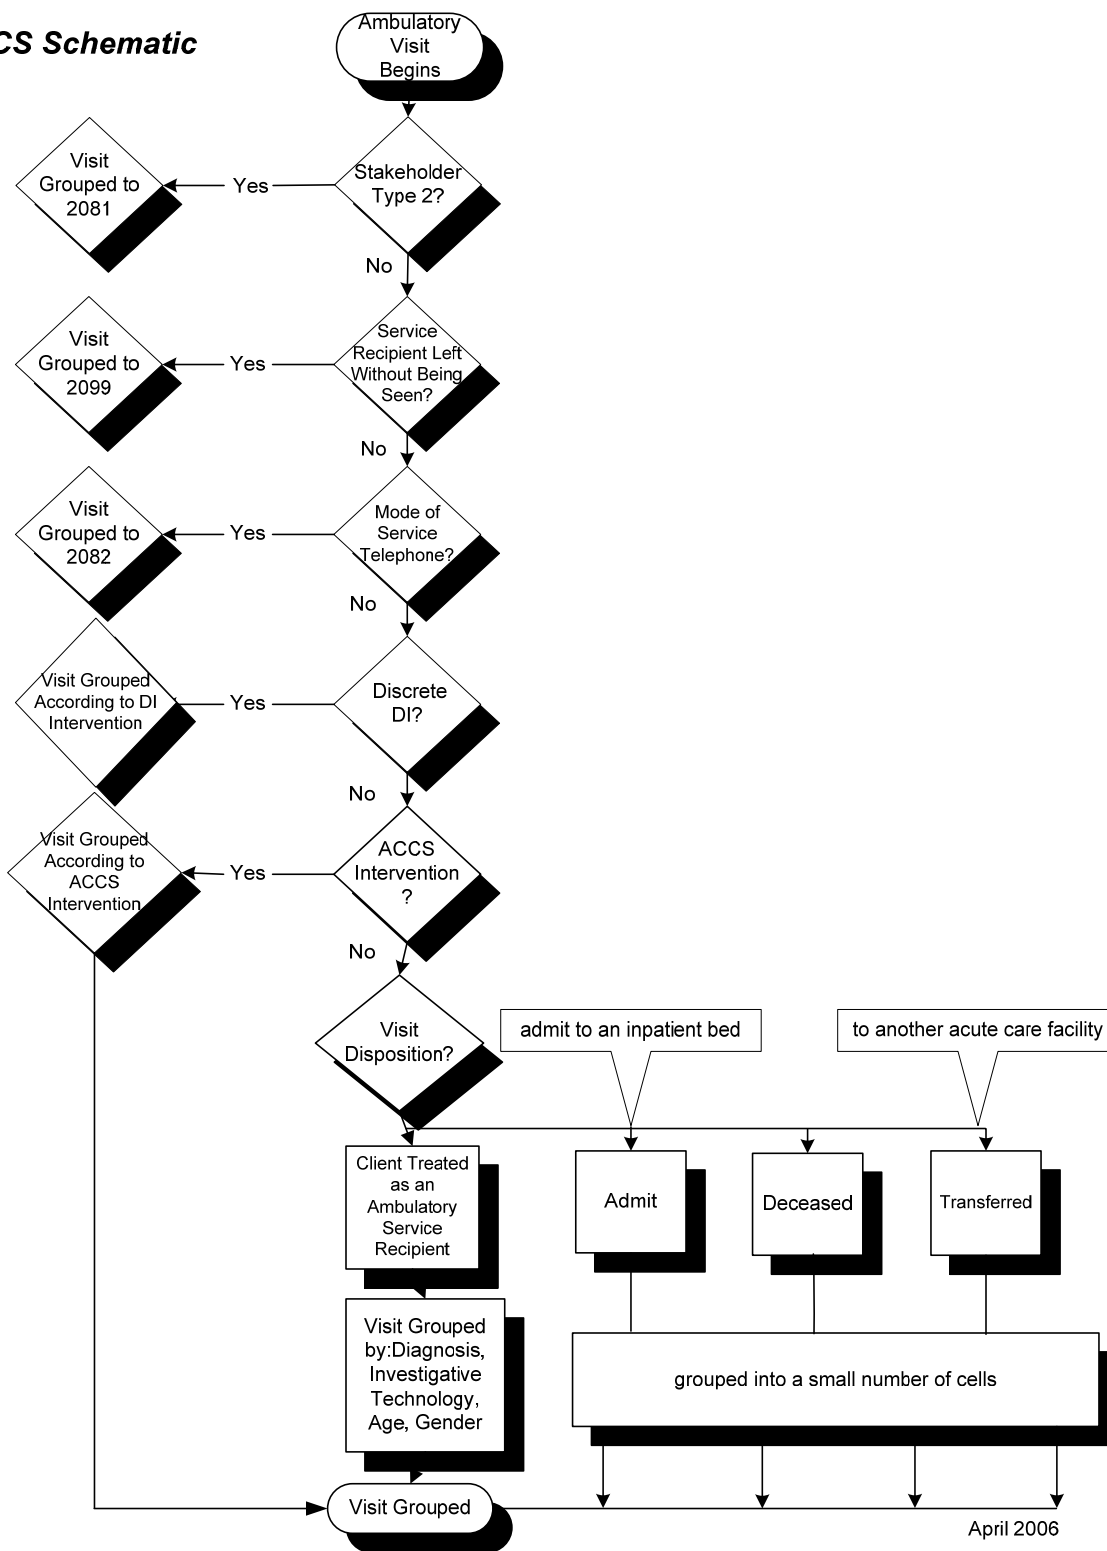 CS Schematic
Ambulatory
Visit
Begins
Visit
Grouped to
2081
Yes
Stakeholder
Type 2?
No
Visit
Grouped to
2099
Yes
Service
Recipient Left
Without Being
Seen?
No
Visit
Grouped to
2082
Yes
Mode of
Service
Telephone?
No
Visit Grouped
According to DI
Intervention
Yes
Discrete
DI?
No
Visit Grouped
According to
ACCS
Intervention
Yes
ACCS
Intervention
?
No
Visit
Disposition?
admit to an inpatient bed
to another acute care facility
Client Treated
as an
Ambulatory
Service
Recipient
Admit
Deceased
Transferred
Visit Grouped
by:Diagnosis,
Investigative
Technology,
Age, Gender
grouped into a small number of cells
Visit Grouped
April 2006